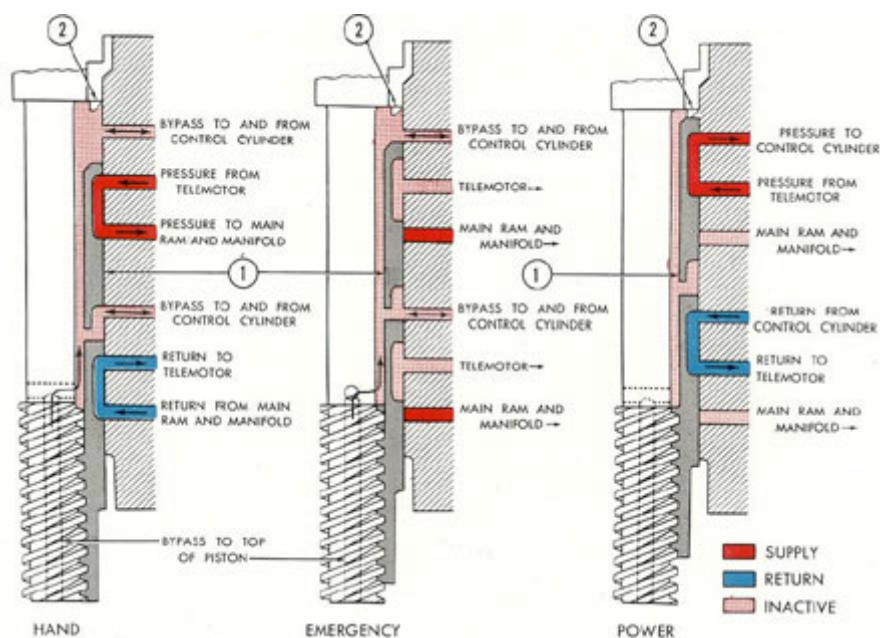 2
2
2
BYPASS TO AND FROM
CONTROL CYLINDER
PRESSURE FROM
TELEMOTOR
PRESSURE TO MAIN
RAM AND MANIFOLD
1
BYPASS TO AND FROM
CONTROL CYLINDER
RETURN TO
TELEMOTOR
RETURN FROM MAIN
RAM AND MANIFOLD
BYPASS TO TOP
OF PISTON
HAND
BYPASS TO AND FROM
CONTROL CYLINDER
TELEMOTOR
MAIN RAM AND
MANIFOLD
1
BYPASS TO AND FROM
CONTROL CYLINDER
TELEMOTOR
MAIN RAM AND
MANIFOLD
EMERGENCY
PRESSURE TO
CONTROL CYLINDER
PRESSURE FROM
TELEMOTOR
MAIN RAM AND
MANIFOLD
RETURN FROM
CONTROL CYLINDER
RETURN TO
TELEMOTOR
MAIN RAM AND
MANIFOLD
POWER
SUPPLY
RETURN
INACTIVE